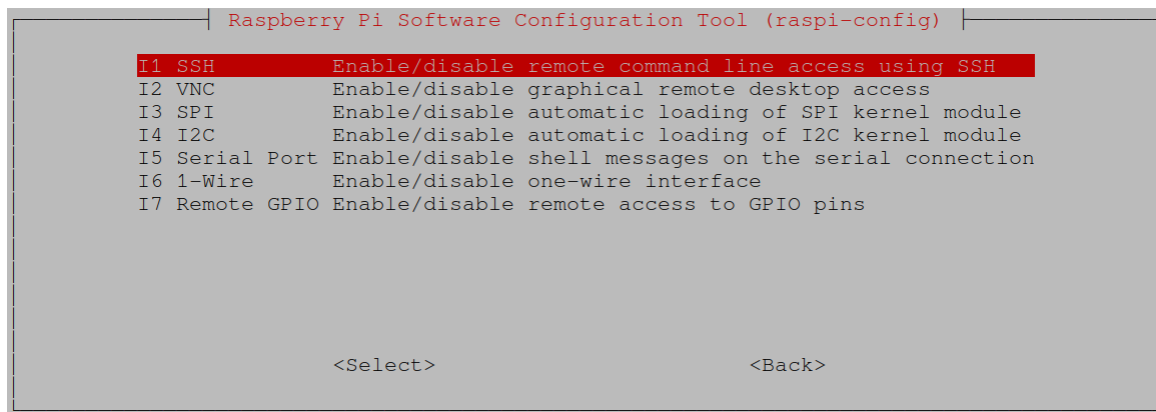 Raspberry Pi Software Configuration Tool (raspi-config)
I1 SSH Enable/disable remote command line access using SSH
I2 VNC Enable/disable graphical remote desktop access
I3 SPI Enable/disable automatic loading of SPI kernel module
I4 I2C Enable/disable automatic loading of I2C kernel module
I5 Serial Port Enable/disable shell messages on the serial connection
I6 1-Wire Enable/disable one-wire interface
I7 Remote GPIO Enable/disable remote access to GPIO pins
<Select> <Back>